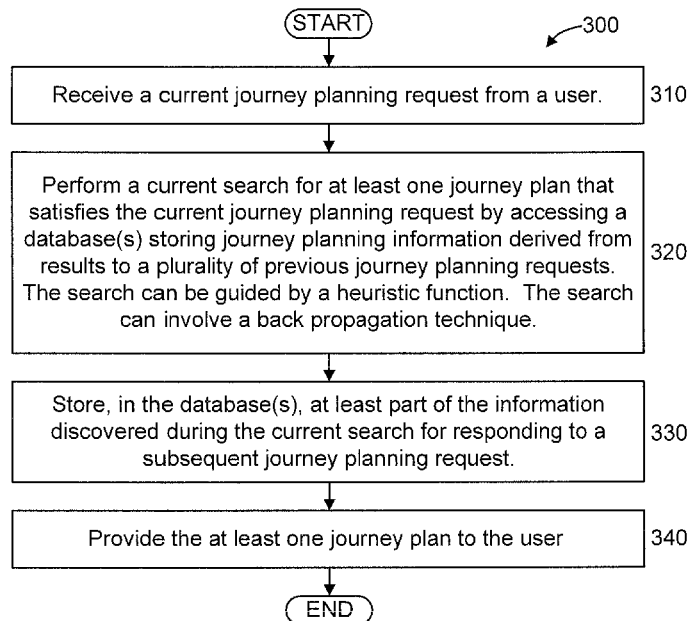 START
300
Receive a current journey planning request from a user.
310
Perform a current search for at least one journey plan that
satisfies the current journey planning request by accessing a
database(s) storing journey planning information derived from
results to a plurality of previous journey planning requests.
The search can be guided by a heuristic function. The search
can involve a back propagation technique.
320
Store, in the database(s), at least part of the information
discovered during the current search for responding to a
subsequent journey planning request.
330
Provide the at least one journey plan to the user
340
END